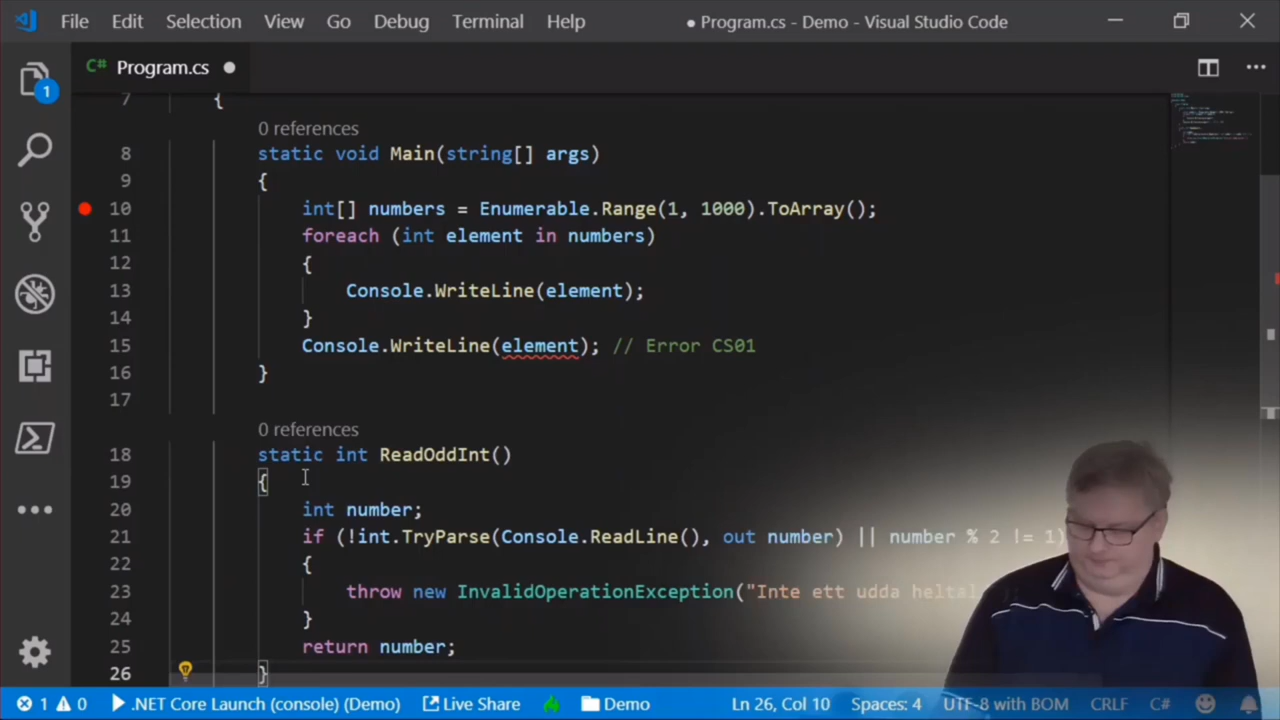 File Edit Selection View Go Debug Terminal Help ● Program.cs - Demo - Visual Studio Code
C# Program.cs ●
1
7 {
0 references
8 static void Main(string[] args)
9 {
10 int[] numbers = Enumerable.Range(1, 1000).ToArray();
11 foreach (int element in numbers)
12 {
13 Console.WriteLine(element);
14 }
15 Console.WriteLine(element); // Error CS01
16 }
17
0 references
18 static int ReadOddInt()
19 {
20 int number;
21 if (!int.TryParse(Console.ReadLine(), out number) || number % 2 != 1)
22 {
23 throw new InvalidOperationException("Inte ett udda heltal
24 }
25 return number;
26 }
1 0 .NET Core Launch (console) (Demo) Live Share Demo Ln 26, Col 10 Spaces: 4 UTF-8 with BOM CRLF C#